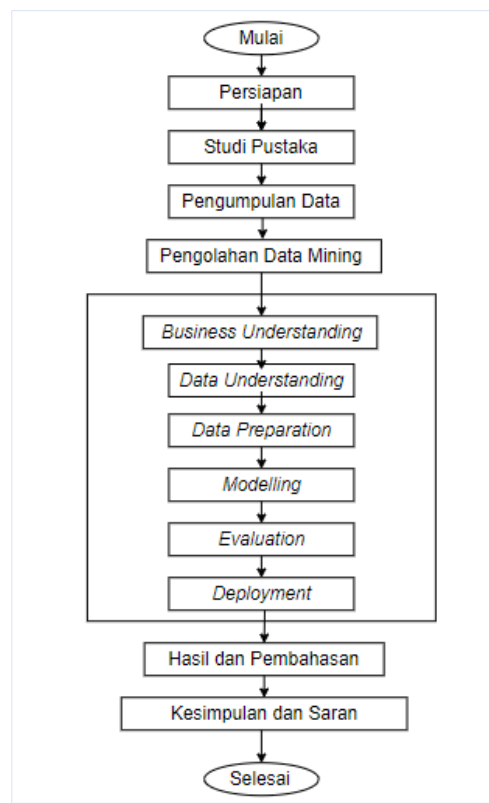 Mulai
Persiapan
Studi Pustaka
Pengumpulan Data
Pengolahan Data Mining
Business Understanding
Data Understanding
Data Preparation
Modelling
Evaluation
Deployment
Hasil dan Pembahasan
Kesimpulan dan Saran
Selesai